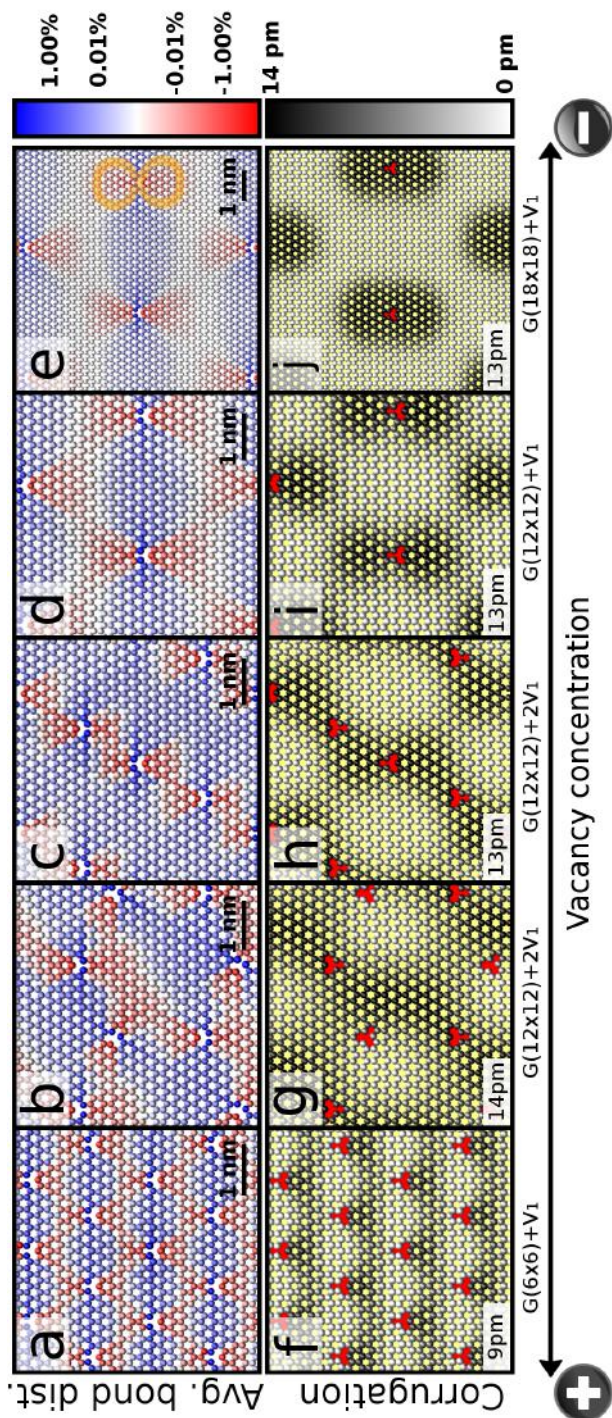 Avg. bond dist.
a
b
c
d
e
1 nm
1 nm
1 nm
1 nm
1 nm
1.00%
0.01%
-0.01%
-1.00%
Corrugation
f
g
h
i
j
9pm
14pm
13pm
13pm
13pm
14 pm
0 pm
G(6x6)+V1
G(12x12)+2V1
G(12x12)+2V1
G(12x12)+V1
G(18x18)+V1
+
Vacancy concentration
−